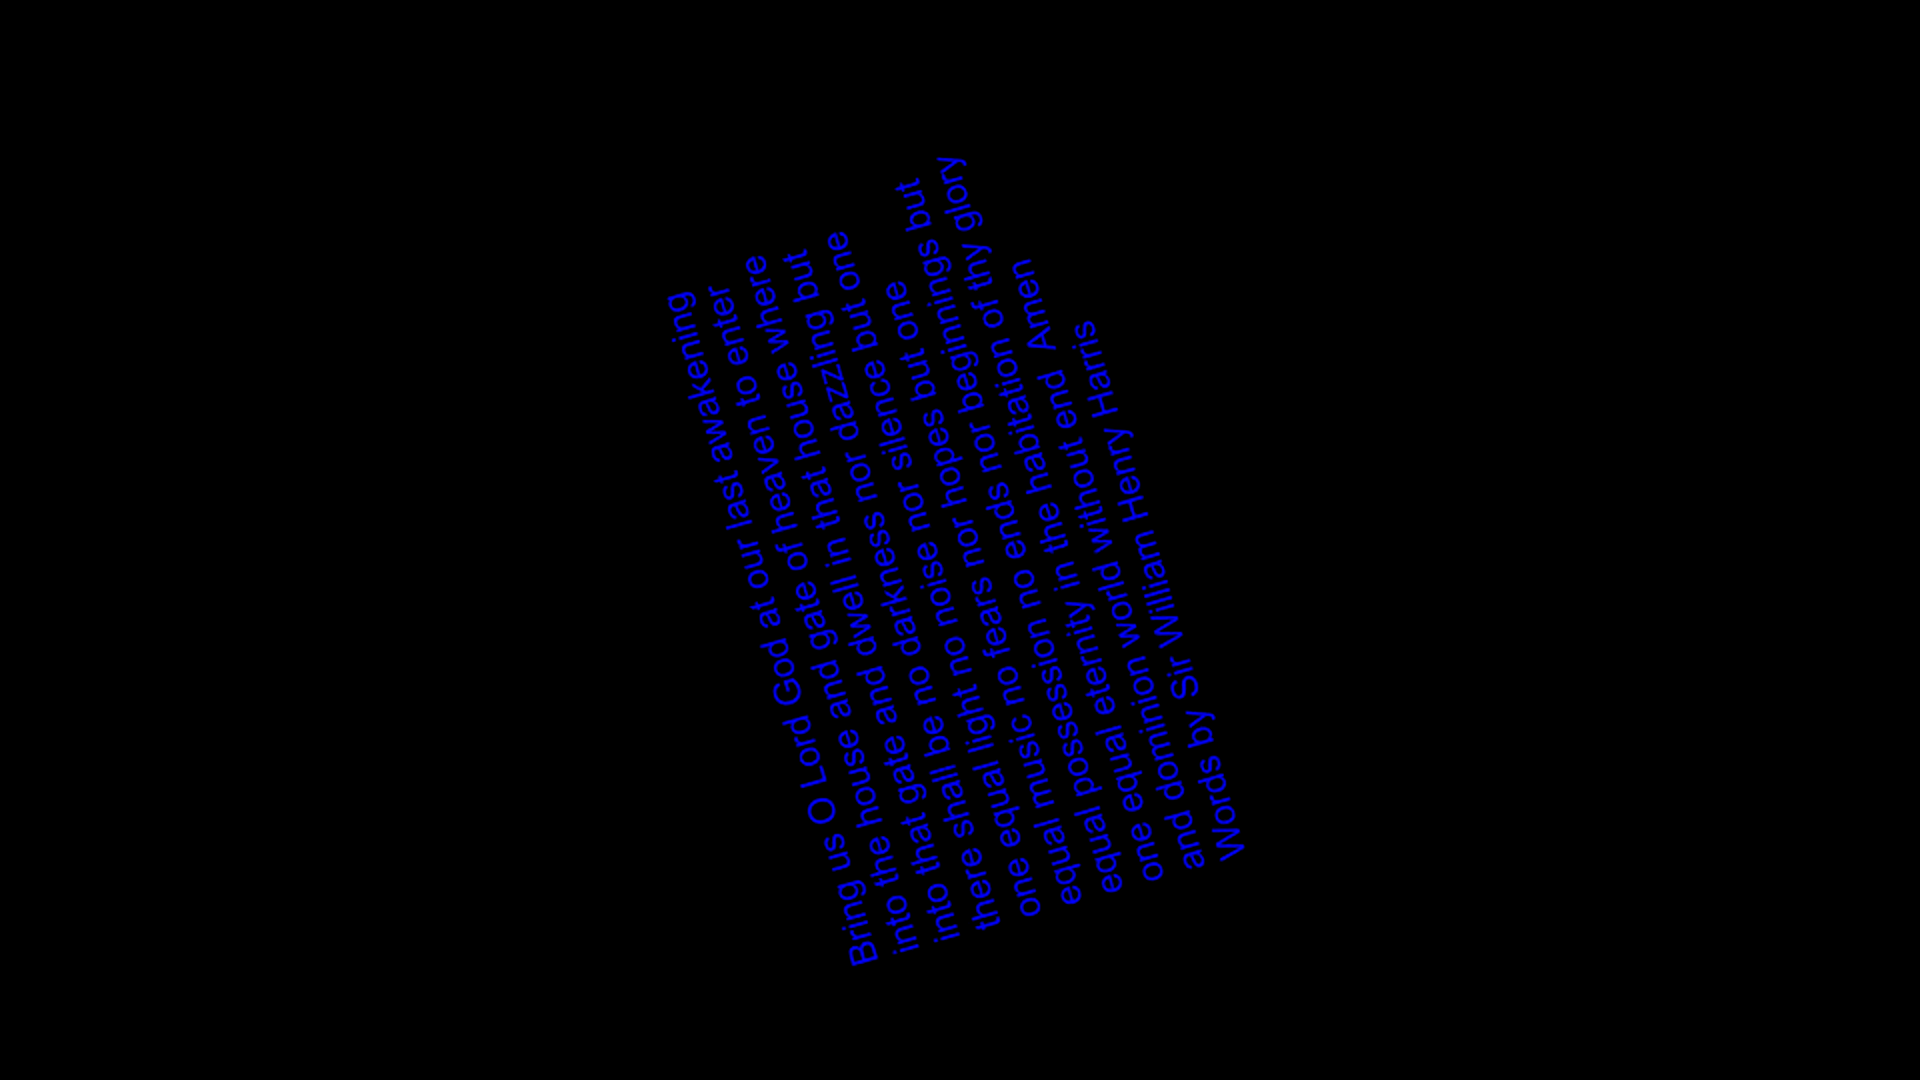 Bring us O Lord God at our last awakening
into the house and gate of heaven to enter
into that gate and dwell in that house where
there shall be no darkness nor dazzling but
one equal light no noise nor silence but one
equal music no fears nor hopes but one
equal possession no ends nor beginnings but
one equal eternity in the habitation of thy glory
and dominion world without end  Amen
Words by Sir William Henry Harris